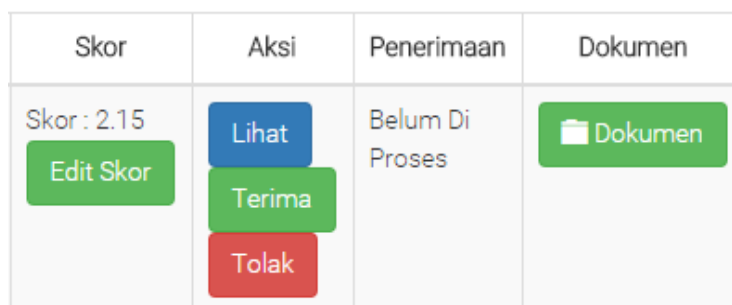 Skor Aksi Penerimaan Dokumen
Skor : 2.15
Edit Skor
Lihat
Terima
Tolak
Belum Di
Proses
Dokumen